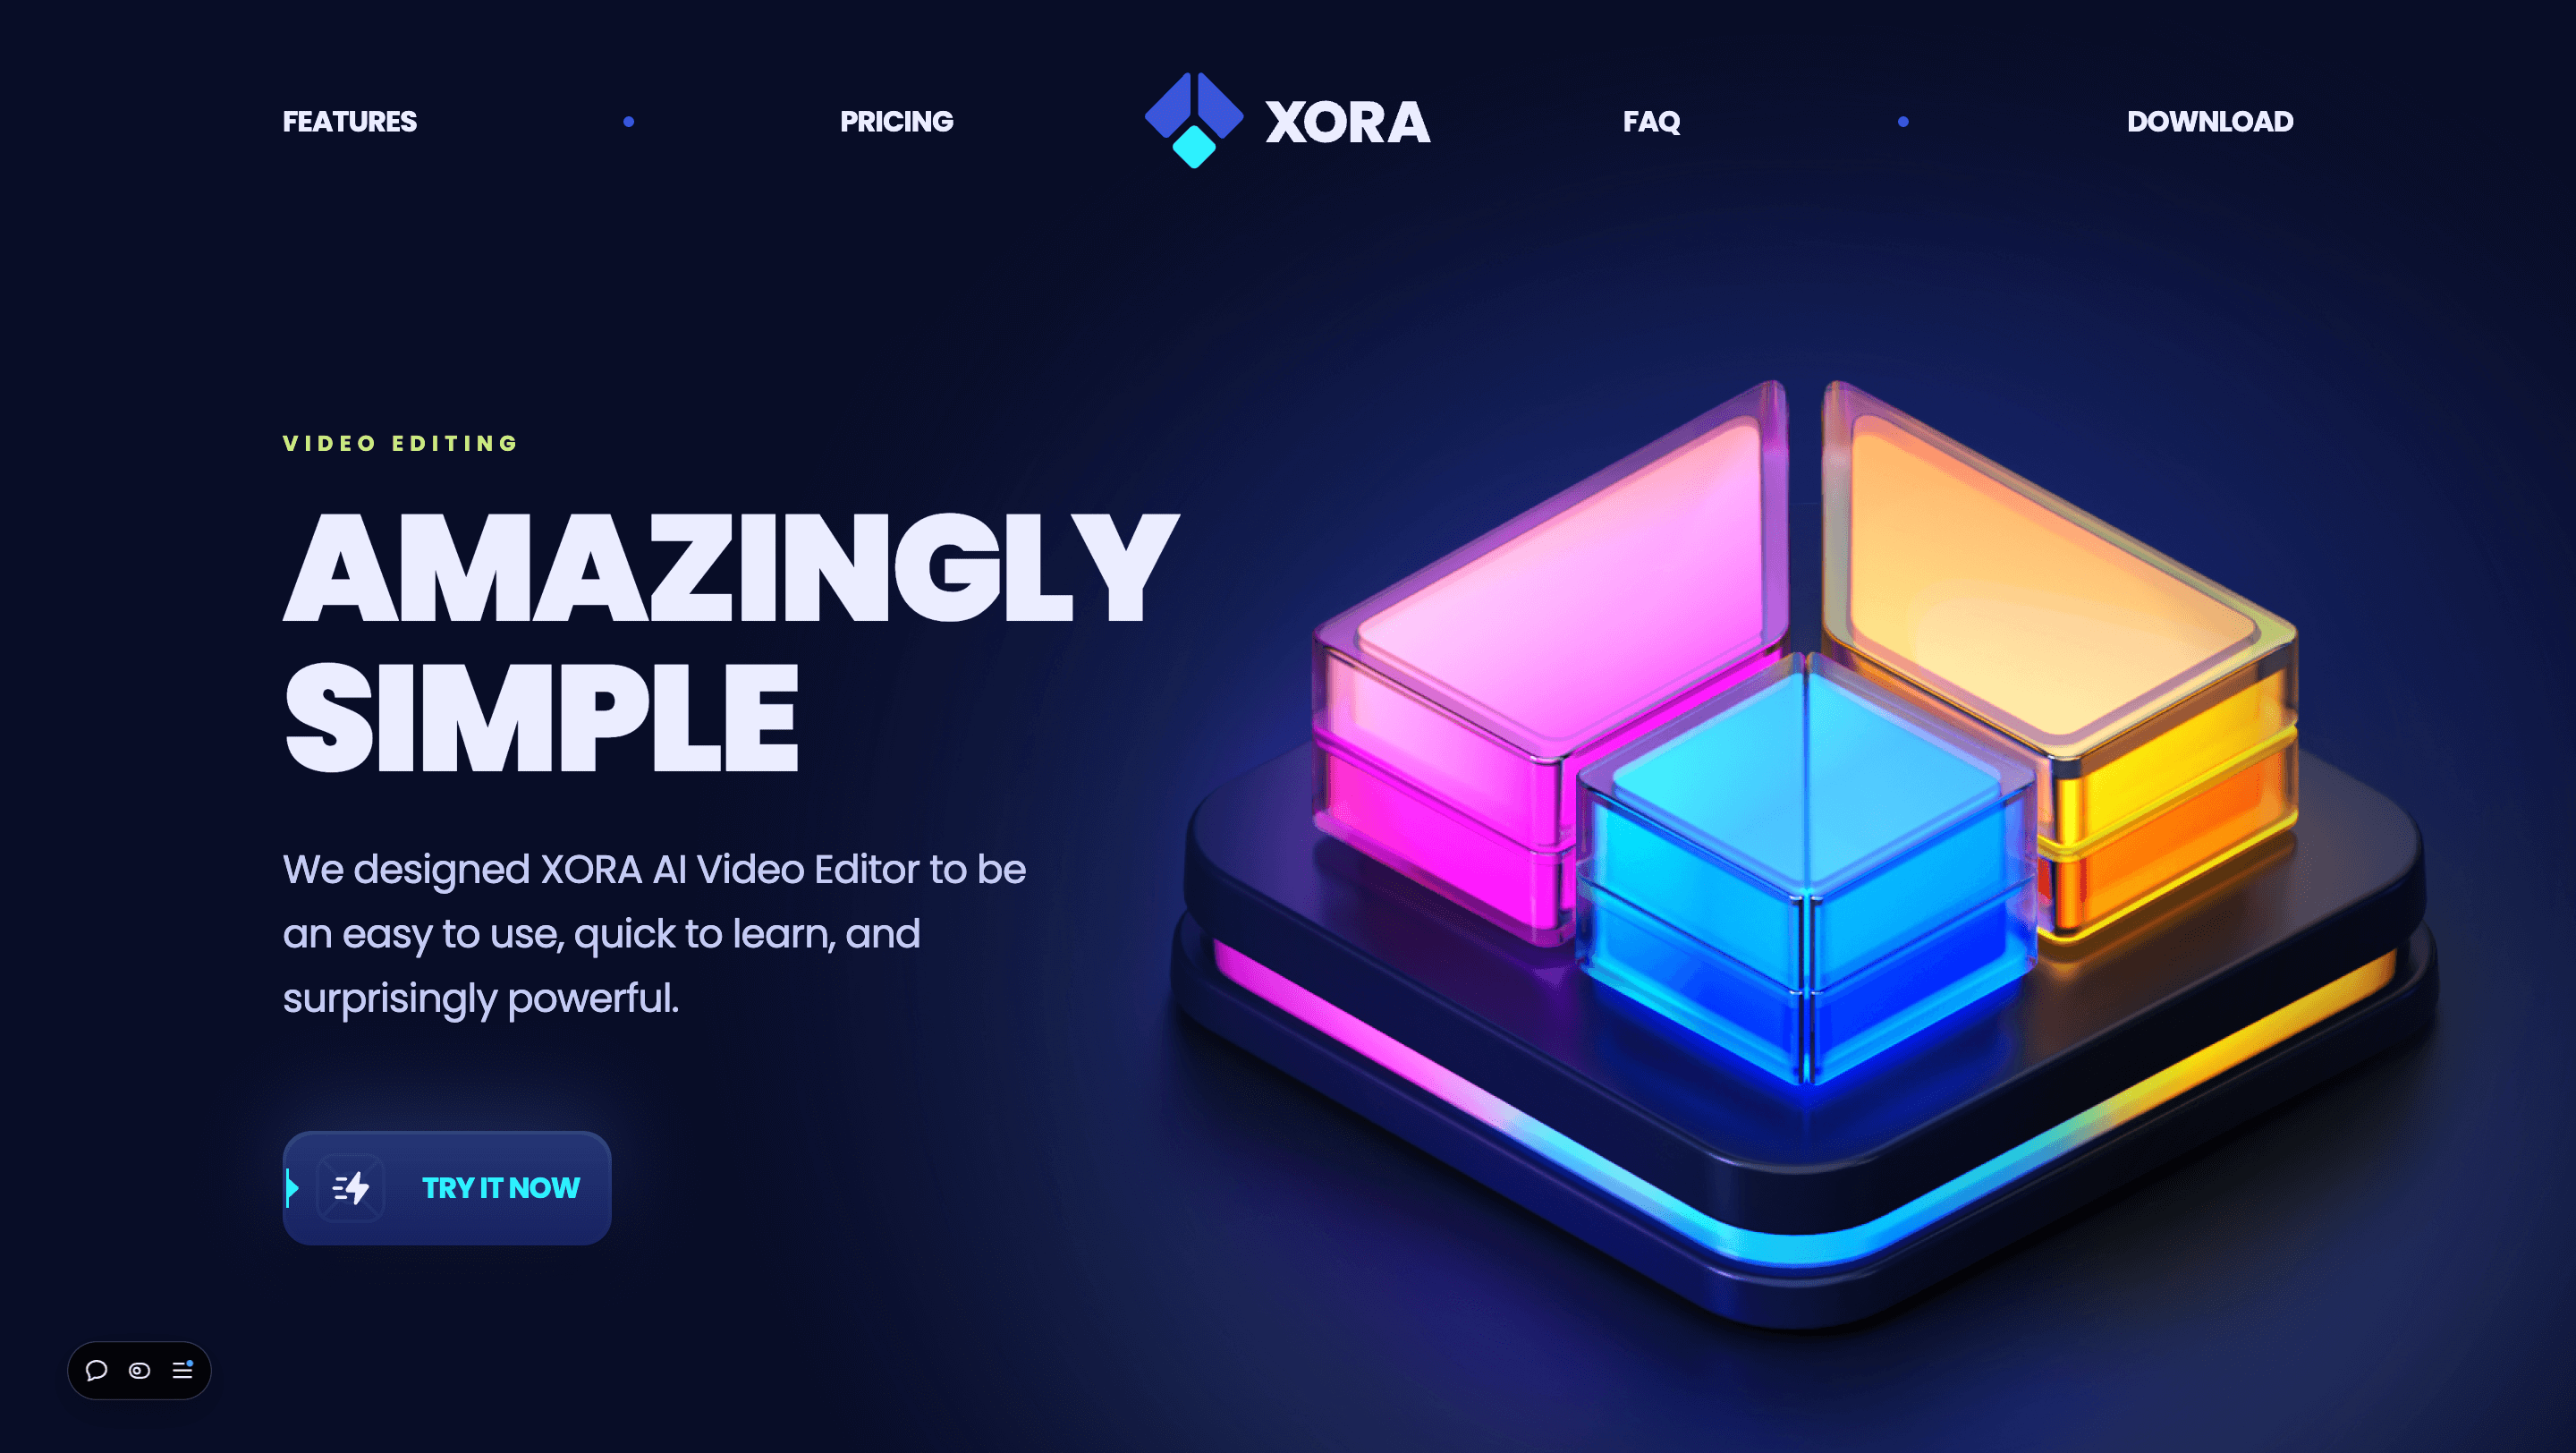 FEATURES
PRICING
XORA
FAQ
DOWNLOAD
VIDEO EDITING
AMAZINGLY
SIMPLE
We designed XORA AI Video Editor to be
an easy to use, quick to learn, and
surprisingly powerful.
TRY IT NOW